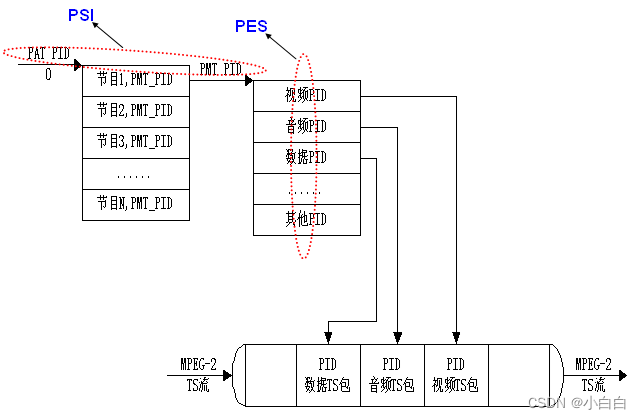 PSI
PES
PAT PID
0
PMT PID
节目1,PMT_PID
节目2,PMT_PID
节目3,PMT_PID
......
节目N,PMT_PID
视频PID
音频PID
数据PID
......
其他PID
MPEG-2
TS流
PID
数据TS包
PID
音频TS包
PID
视频TS包
MPEG-2
TS流
CSDN @小白白